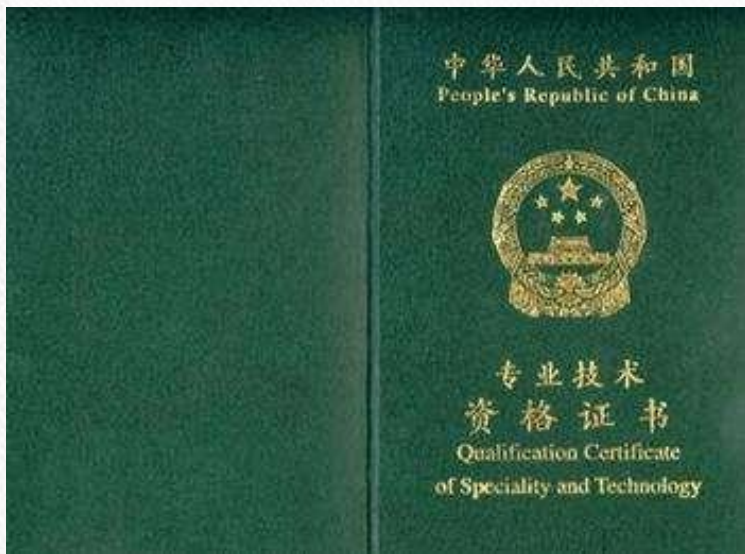 中华人民共和国
People's Republic of China
专业技术
资格证书
Qualification Certificate
of Speciality and Technology